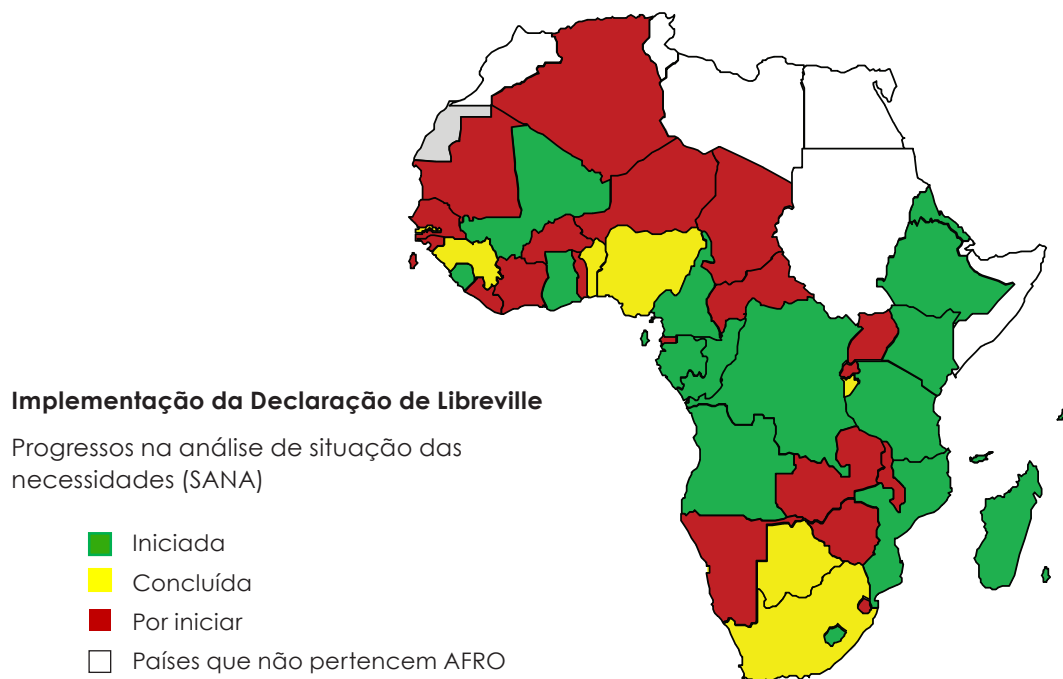 Implementação da Declaração de Libreville
Progressos na análise de situação das
necessidades (SANA)
Iniciada
Concluída
Por iniciar
Países que não pertencem AFRO